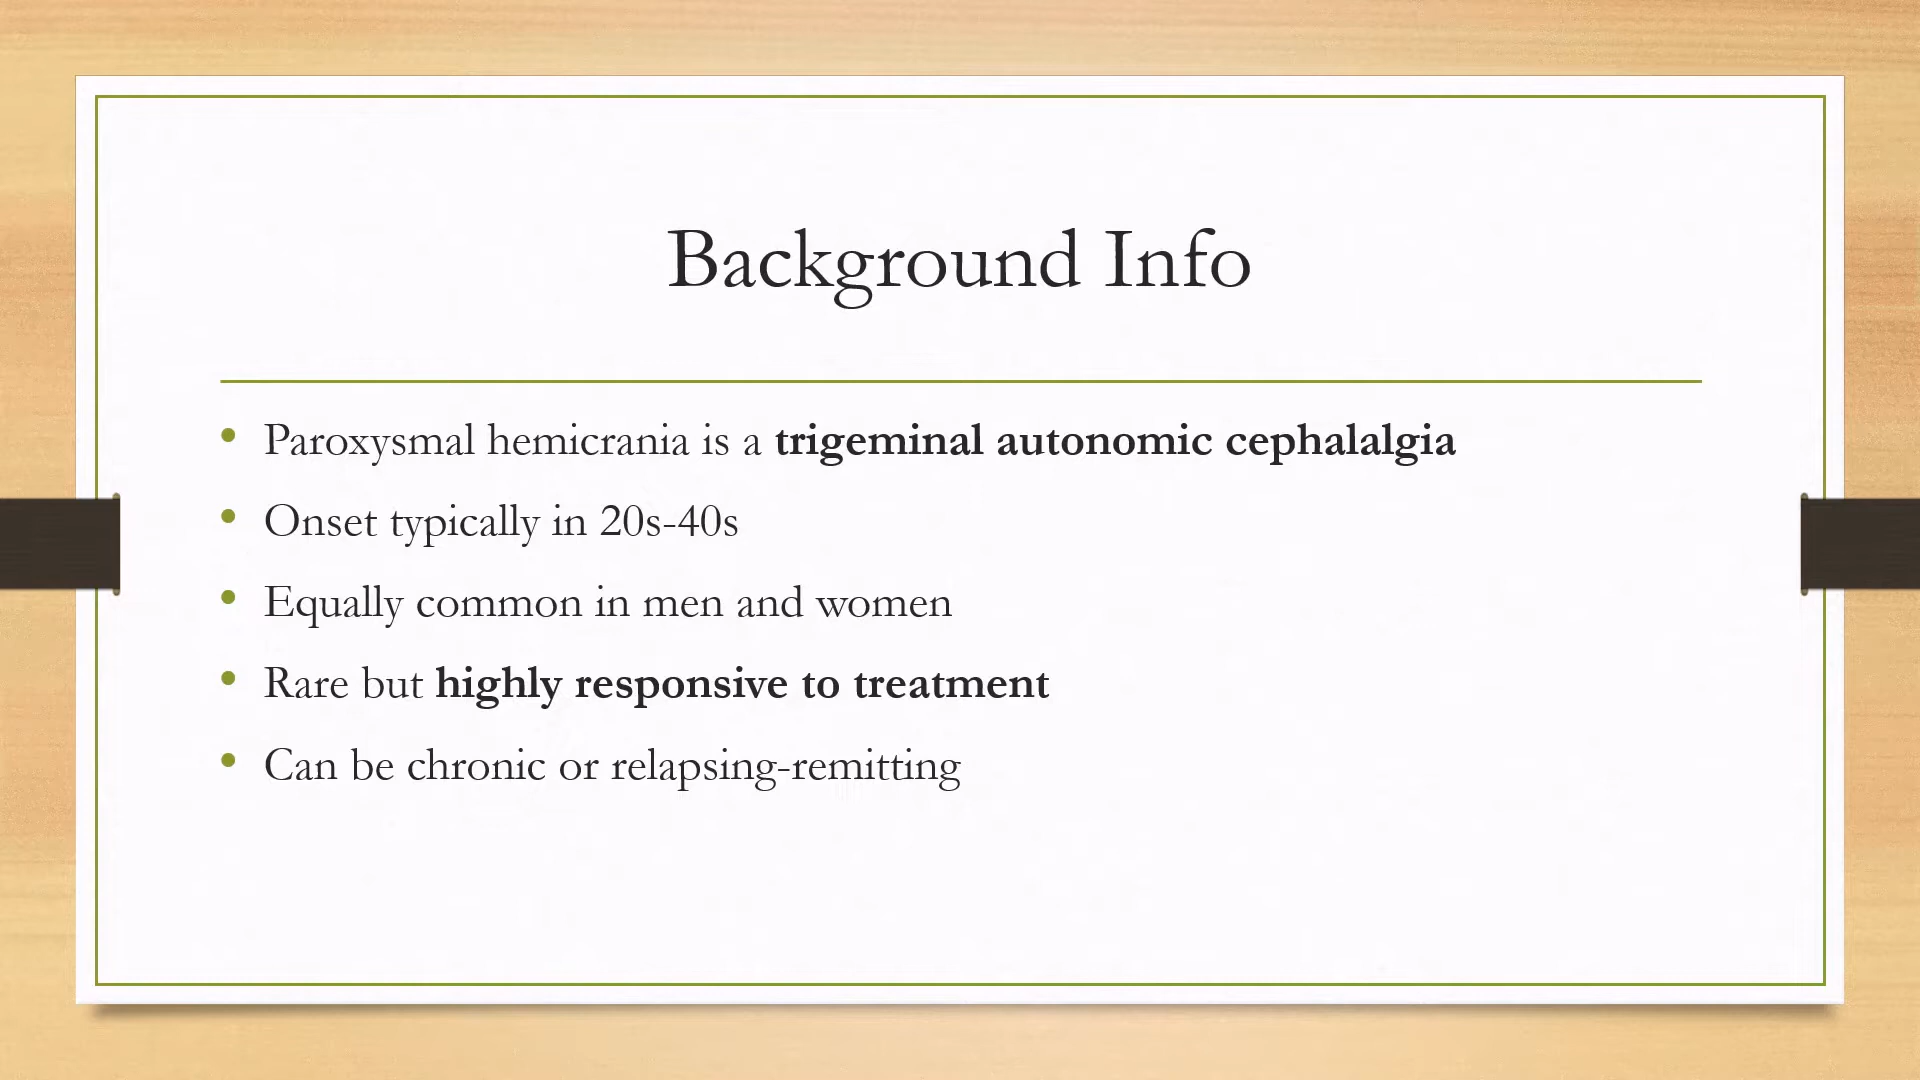 Background Info
• Paroxysmal hemicrania is a trigeminal autonomic cephalalgia
• Onset typically in 20s-40s
• Equally common in men and women
• Rare but highly responsive to treatment
• Can be chronic or relapsing-remitting